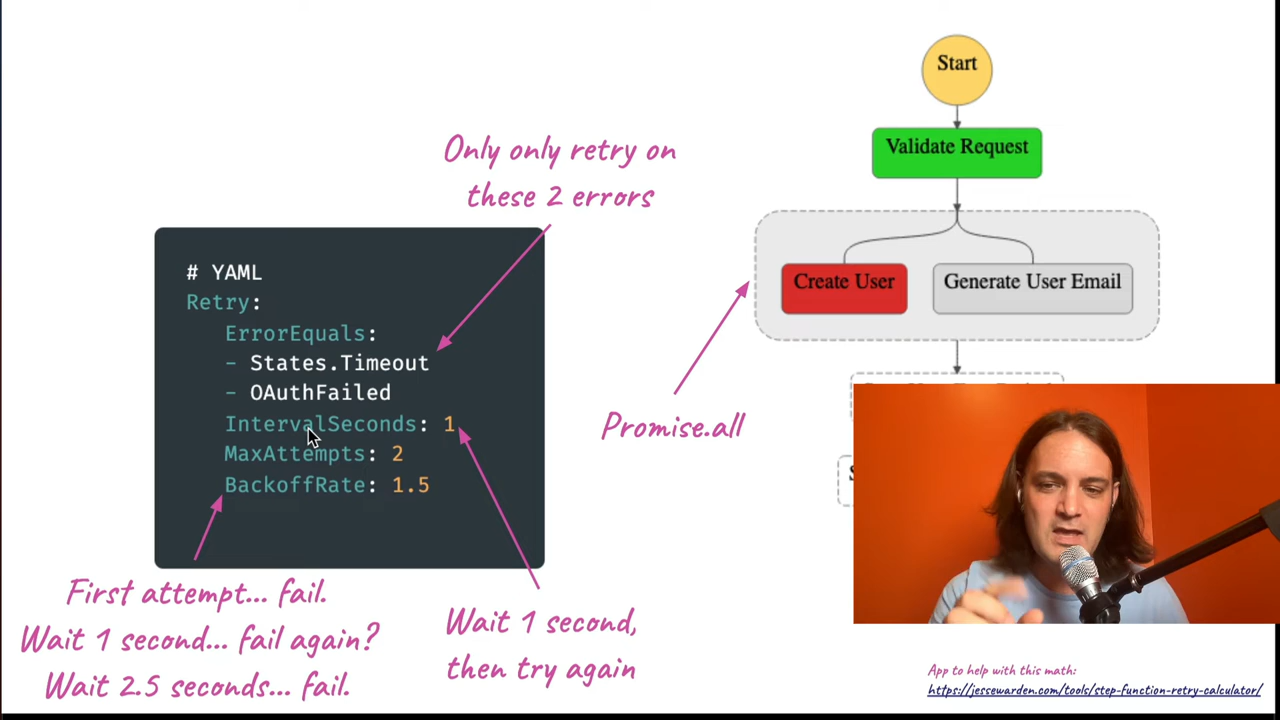 Start
Validate Request
Only only retry on
these 2 errors
# YAML
Retry:
ErrorEquals:
- States.Timeout
- OAuthFailed
IntervalSeconds: 1
MaxAttempts: 2
BackoffRate: 1.5
Create User
Generate User Email
Promise.all
First attempt... fail.
Wait 1 second... fail again?
Wait 2.5 seconds... fail.
Wait 1 second,
then try again
App to help with this math:
https://jessewarden.com/tools/step-function-retry-calculator/